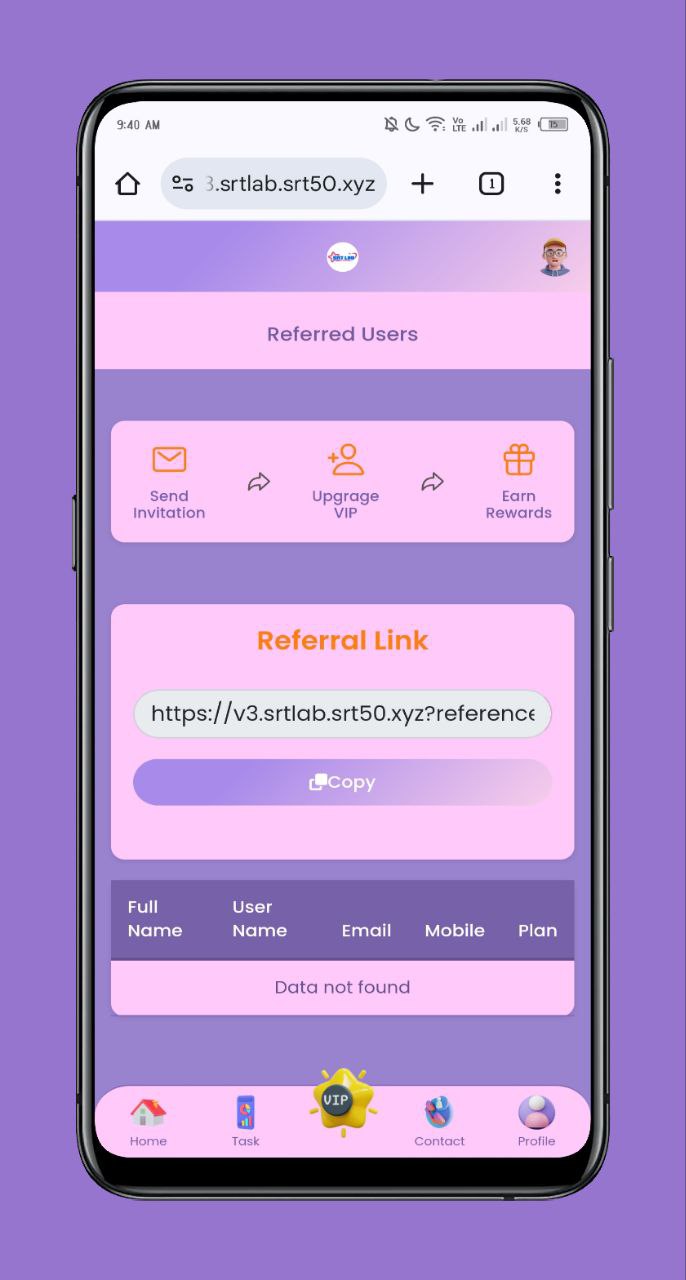 9:40 AM
Vo LTE
5.68 K/S
15
3.srtlab.srt50.xyz
1
SRT LAB
Referred Users
Send Invitation
Upgrage VIP
Earn Rewards
Referral Link
https://v3.srtlab.srt50.xyz?reference
Copy
Full Name
User Name
Email
Mobile
Plan
Data not found
VIP
Home
Task
Contact
Profile